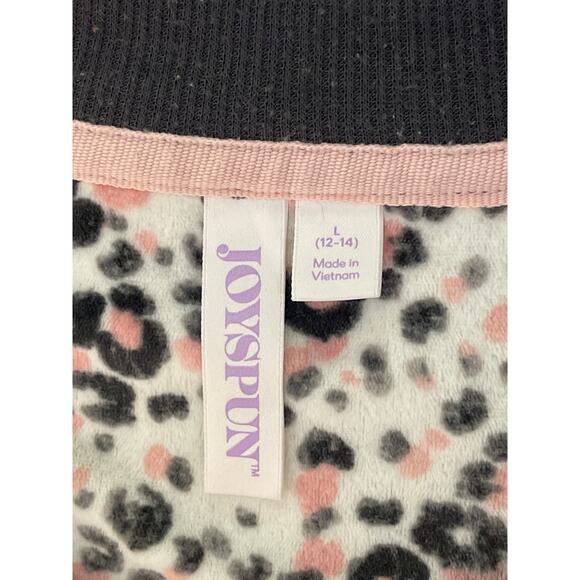 JOYSPUN™
L
(12-14)
Made in
Vietnam